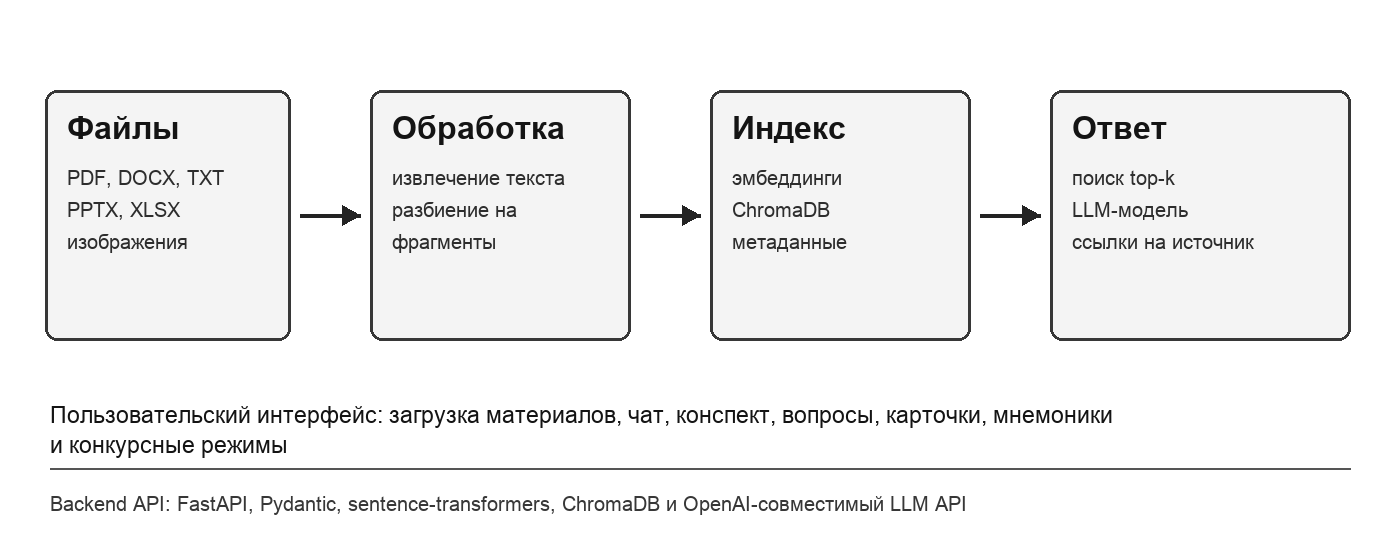 Файлы
PDF, DOCX, TXT
PPTX, XLSX
изображения
Обработка
извлечение текста
разбиение на
фрагменты
Индекс
эмбеддинги
ChromaDB
метаданные
Ответ
поиск top-k
LLM-модель
ссылки на источник
Пользовательский интерфейс: загрузка материалов, чат, конспект, вопросы, карточки, мнемоники
и конкурсные режимы
Backend API: FastAPI, Pydantic, sentence-transformers, ChromaDB и OpenAI-совместимый LLM API